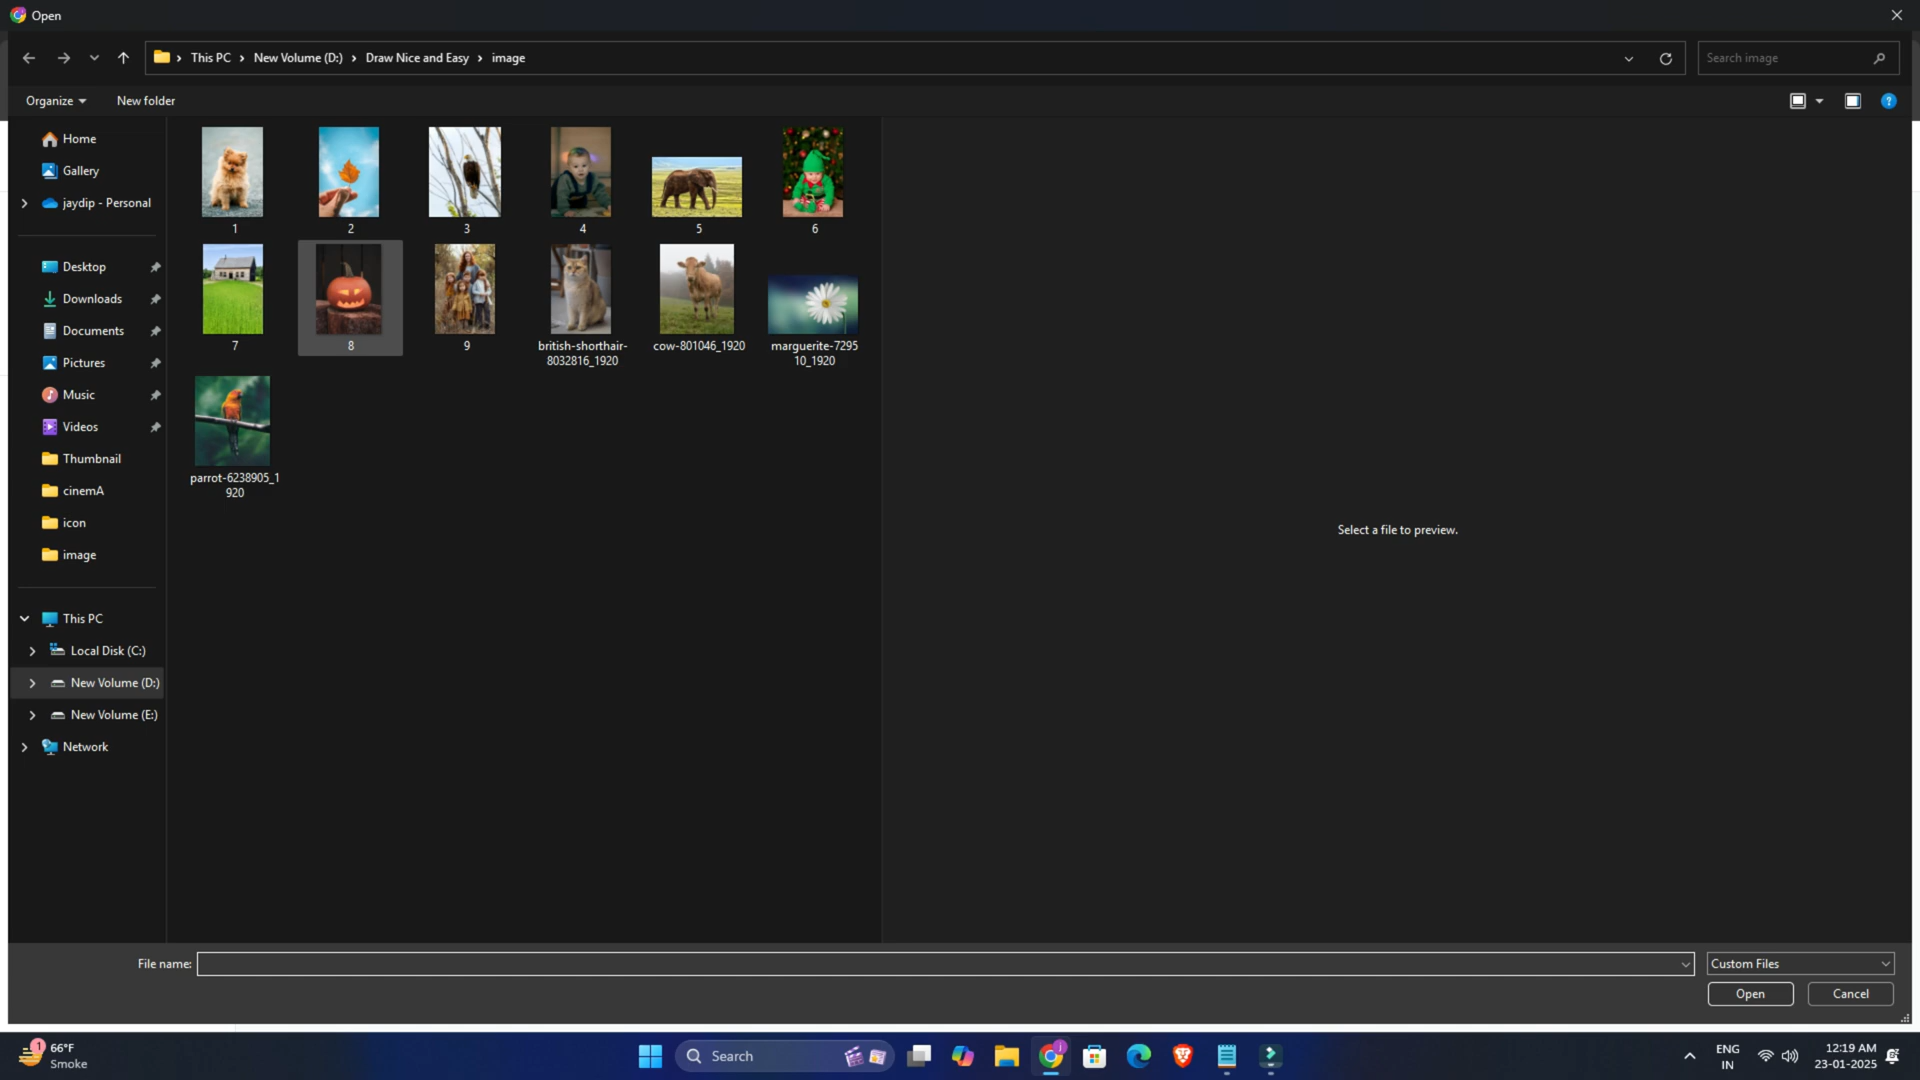 Open
This PC
New Volume (D:)
Draw Nice and Easy
image
Search image
Organize
New folder
Home
Gallery
jaydip - Personal
Desktop
Downloads
Documents
Pictures
Music
Videos
Thumbnail
cinemA
icon
image
This PC
Local Disk (C:)
New Volume (D:)
New Volume (E:)
Network
1
2
3
4
5
6
7
8
9
british-shorthair-
8032816_1920
cow-801046_1920
marguerite-7295
10_1920
parrot-6238905_1
920
Select a file to preview.
File name:
Custom Files
Open
Cancel
1
66°F
Smoke
Search
j
ENG
IN
12:19 AM
23-01-2025